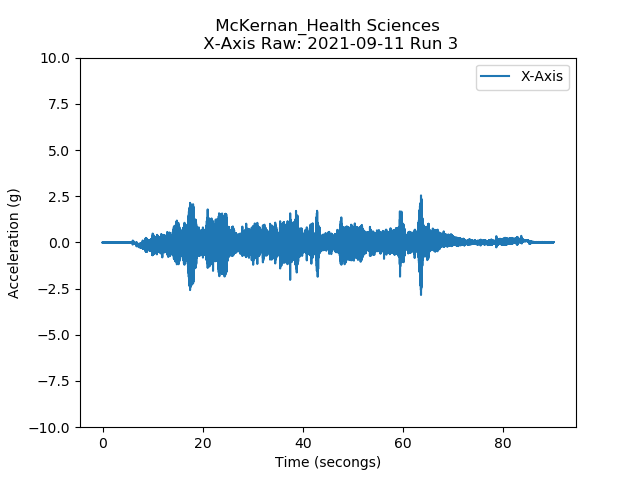 McKernan_Health Sciences
X-Axis Raw: 2021-09-11 Run 3
X-Axis
10.0
7.5
5.0
2.5
0.0
−2.5
−5.0
−7.5
−10.0
Acceleration (g)
0 20 40 60 80
Time (seconds)